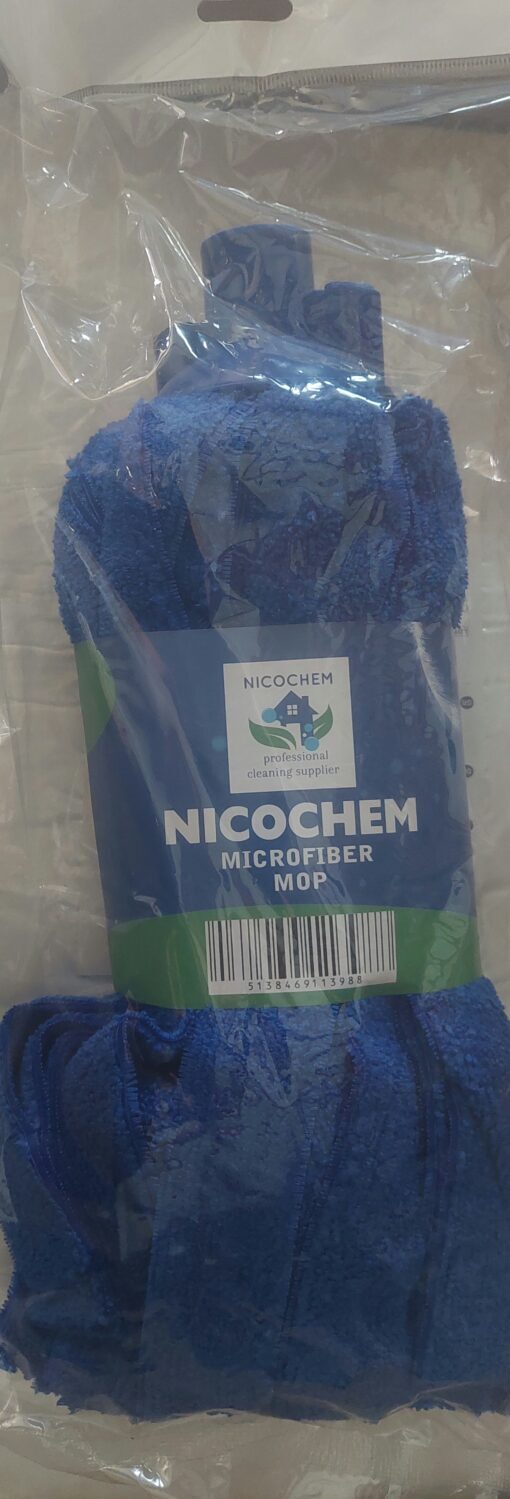 NICOCHEM
professional
cleaning supplier
NICOCHEM
MICROFIBER
MOP
5138469113988